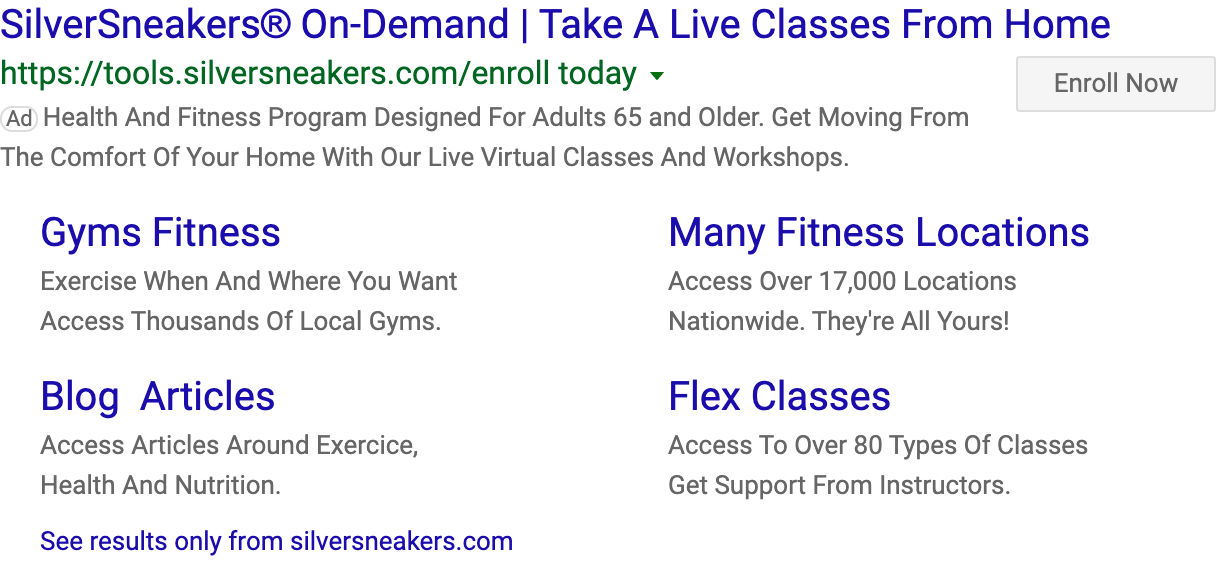 SilverSneakers® On-Demand | Take A Live Classes From Home
https://tools.silversneakers.com/enroll today
Enroll Now
Ad Health And Fitness Program Designed For Adults 65 and Older. Get Moving From
The Comfort Of Your Home With Our Live Virtual Classes And Workshops.
Gyms Fitness
Exercise When And Where You Want
Access Thousands Of Local Gyms.
Many Fitness Locations
Access Over 17,000 Locations
Nationwide. They're All Yours!
Blog Articles
Access Articles Around Exercice,
Health And Nutrition.
Flex Classes
Access To Over 80 Types Of Classes
Get Support From Instructors.
See results only from silversneakers.com